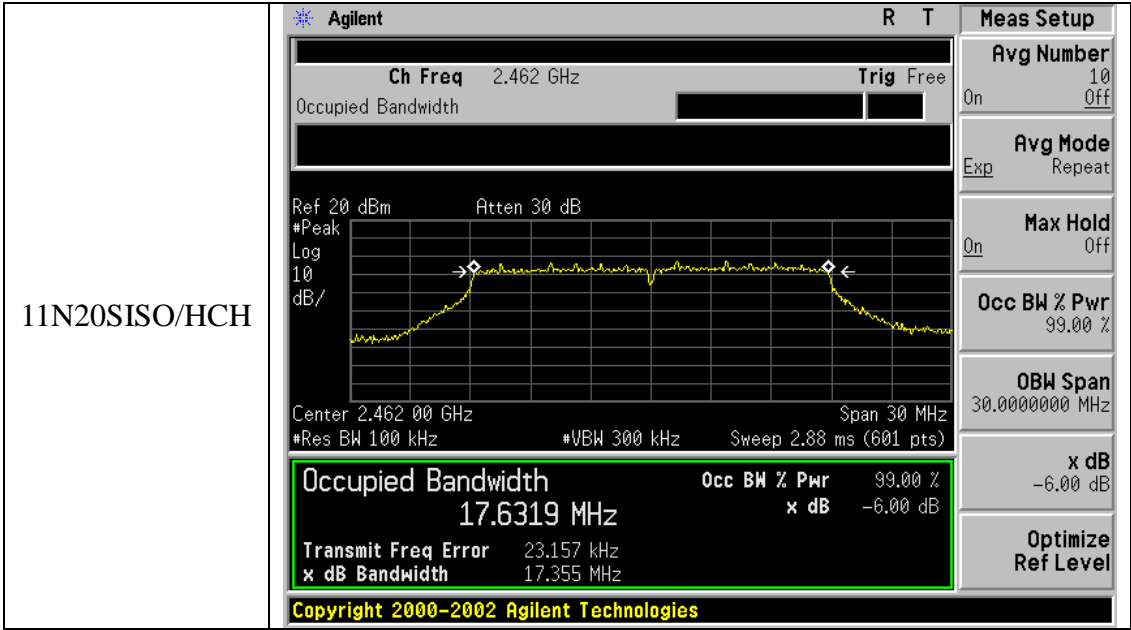 11N20SISO/HCH
Agilent R T
Ch Freq 2.462 GHz Trig Free
Occupied Bandwidth
Ref 20 dBm Atten 30 dB
#Peak
Log
10
dB/
Center 2.462 00 GHz Span 30 MHz
#Res BW 100 kHz #VBW 300 kHz Sweep 2.88 ms (601 pts)
Occupied Bandwidth Occ BW % Pwr 99.00 %
17.6319 MHz x dB -6.00 dB
Transmit Freq Error 23.157 kHz
x dB Bandwidth 17.355 MHz
Copyright 2000-2002 Agilent Technologies
Meas Setup
Avg Number
10
On Off
Avg Mode
Exp Repeat
Max Hold
On Off
Occ BW % Pwr
99.00 %
OBW Span
30.0000000 MHz
x dB
-6.00 dB
Optimize
Ref Level